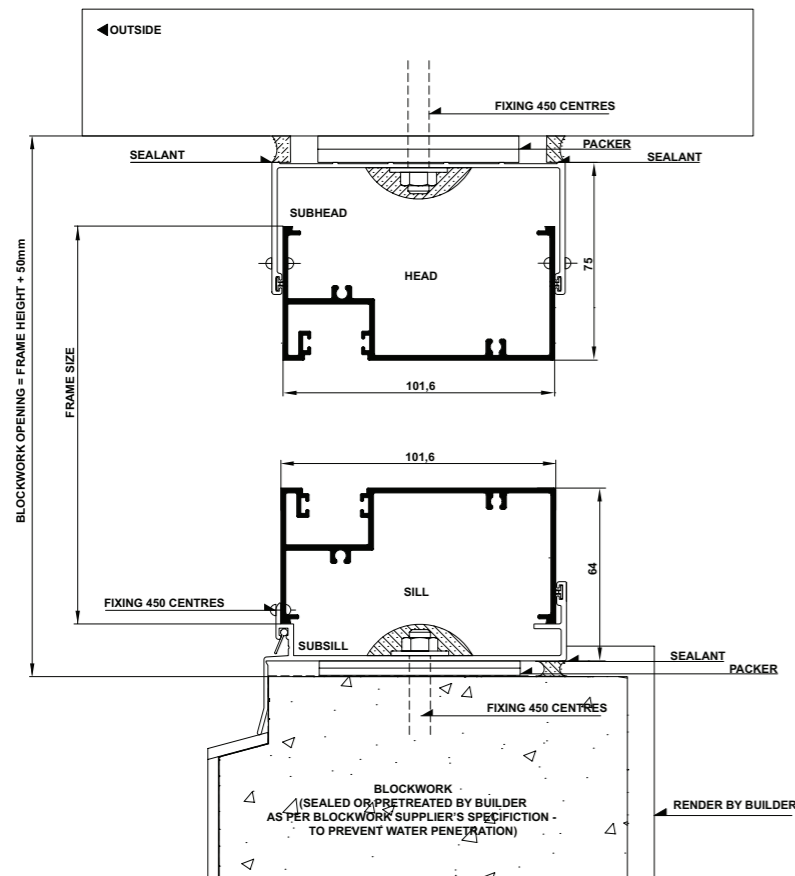 OUTSIDE
FIXING 450 CENTRES
PACKER
SEALANT
SEALANT
SUBHEAD
HEAD
75
BLOCKWORK OPENING = FRAME HEIGHT + 50mm
FRAME SIZE
101,6
101,6
64
SILL
FIXING 450 CENTRES
SUBSILL
SEALANT
PACKER
FIXING 450 CENTRES
BLOCKWORK
(SEALED OR PRETREATED BY BUILDER
AS PER BLOCKWORK SUPPLIER'S SPECIFICTION -
TO PREVENT WATER PENETRATION)
RENDER BY BUILDER